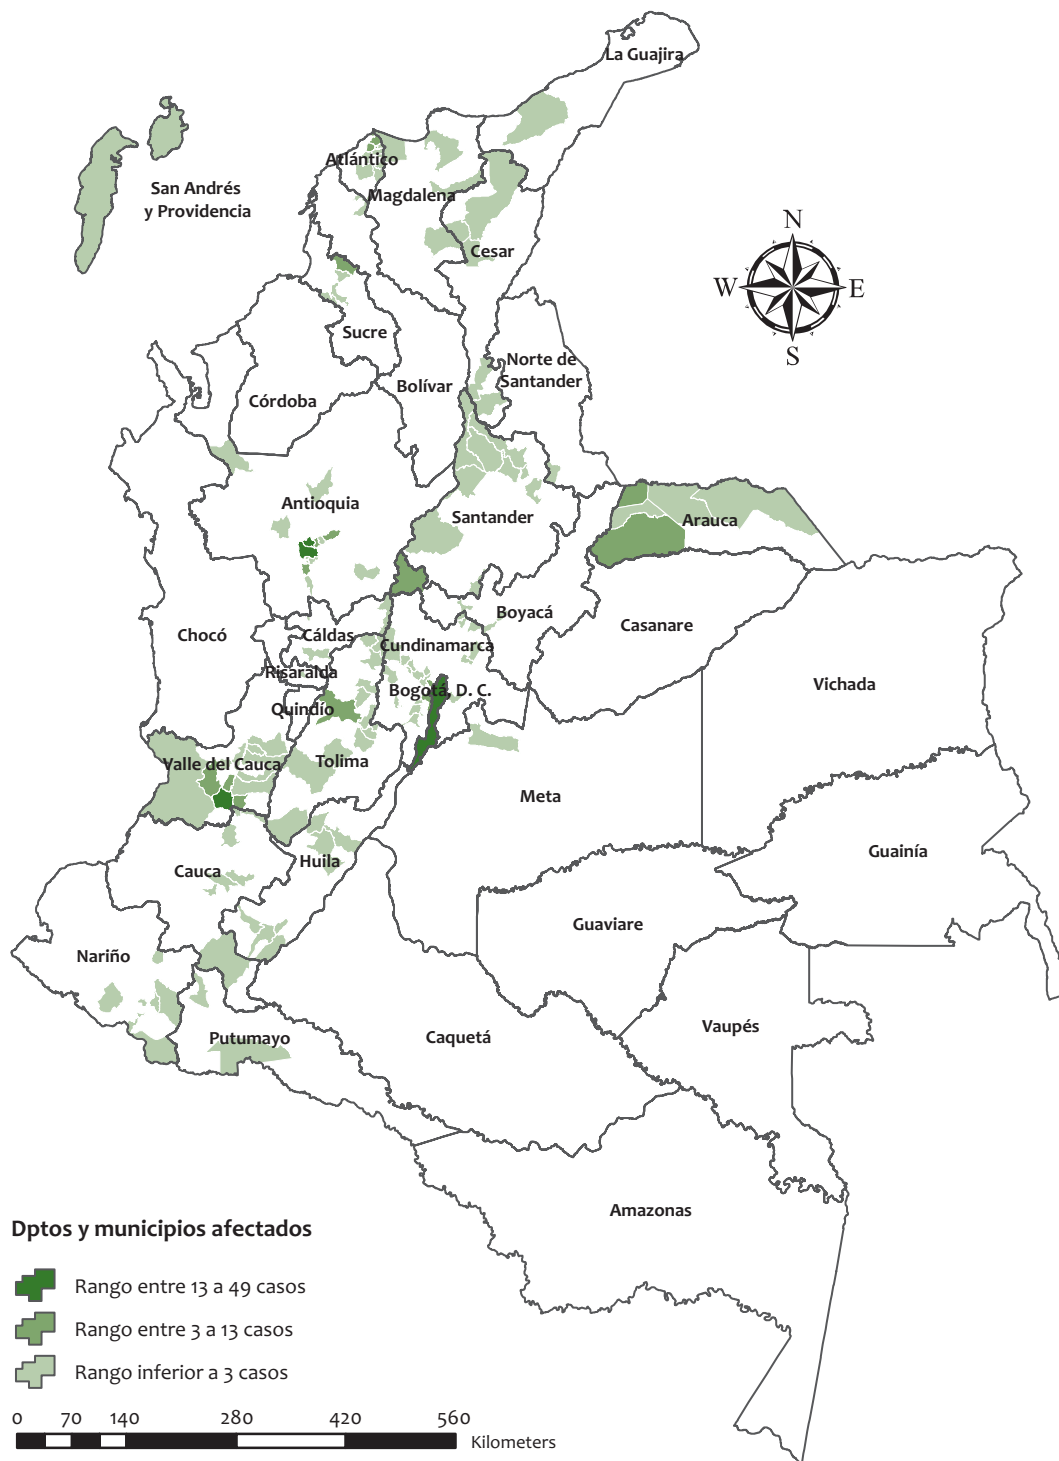 La Guajira
Atlántico
San Andrés
y Providencia
Magdalena
N
Cesar
W
E
S
Sucre
Norte de
Santander
Bolívar
Córdoba
Antioquia
Santander
Arauca
Boyacá
Chocó
Cáldas
Casanare
Cundinamarca
Risaralda
Vichada
Bogotá, D. C.
Quindío
Valle del Cauca
Tolima
Meta
Guainía
Huila
Cauca
Guaviare
Nariño
Vaupés
Putumayo
Caquetá
Amazonas
Dptos y municipios afectados
Rango entre 13 a 49 casos
Rango entre 3 a 13 casos
Rango inferior a 3 casos
0 70 140 280 420 560
Kilometers